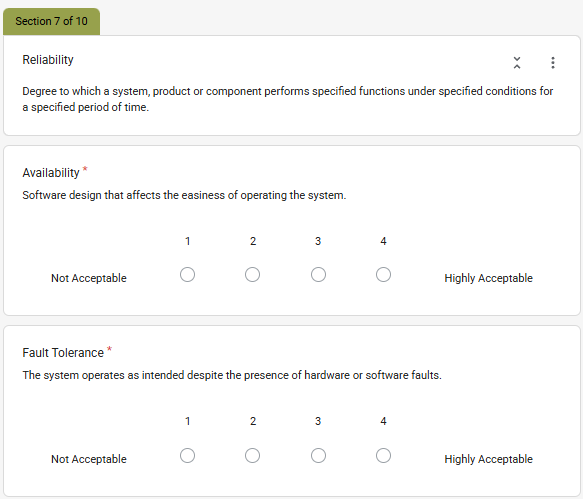 Section 7 of 10
Reliability
Degree to which a system, product or component performs specified functions under specified conditions for
a specified period of time.
Availability *
Software design that affects the easiness of operating the system.
1 2 3 4
Not Acceptable Highly Acceptable
Fault Tolerance *
The system operates as intended despite the presence of hardware or software faults.
1 2 3 4
Not Acceptable Highly Acceptable